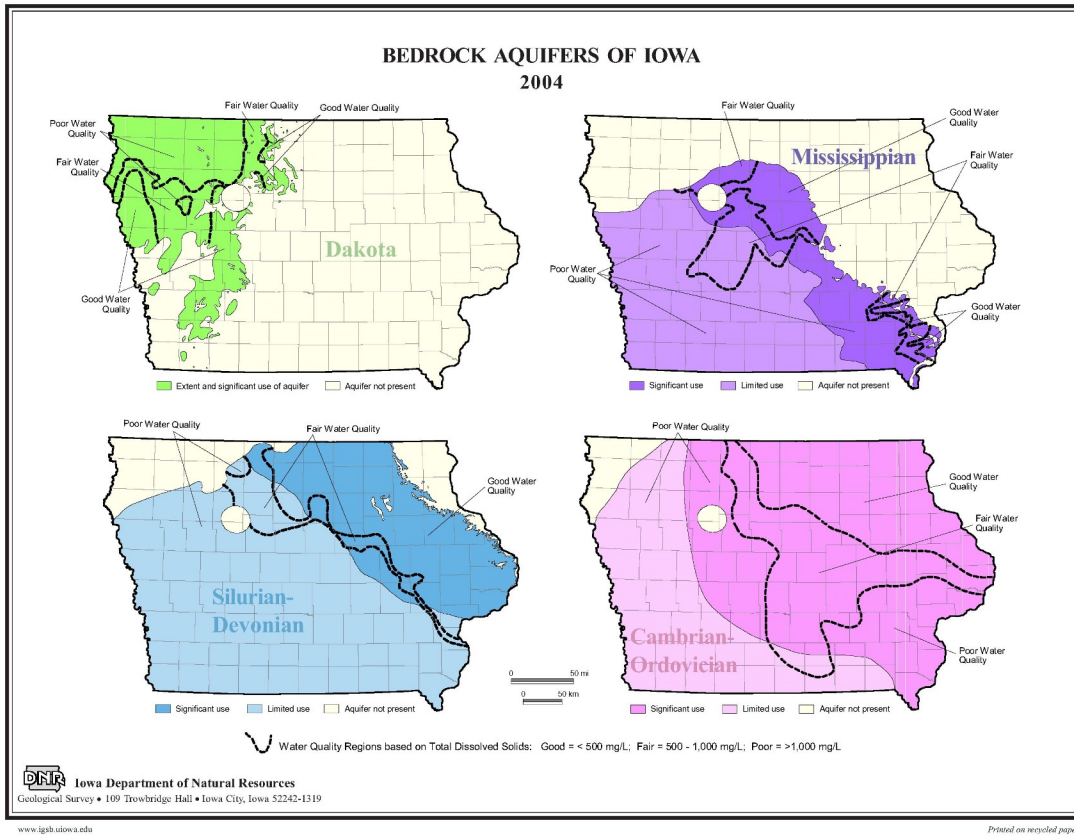 BEDROCK AQUIFERS OF IOWA
2004
Fair Water Quality
Good Water Quality
Poor Water
Quality
Fair Water
Quality
Dakota
Good Water
Quality
Extent and significant use of aquifer
Aquifer not present
Fair Water Quality
Good Water
Quality
Mississippian
Fair Water
Quality
Poor Water
Quality
Good Water
Quality
Significant use
Limited use
Aquifer not present
Poor Water Quality
Fair Water Quality
Good Water
Quality
Silurian-
Devonian
Significant use
Limited use
Aquifer not present
0 50 mi
0 50 km
Poor Water Quality
Good Water
Quality
Fair Water
Quality
Cambrian-
Ordovician
Poor Water
Quality
Significant use
Limited use
Aquifer not present
Water Quality Regions based on Total Dissolved Solids: Good = < 500 mg/L; Fair = 500 - 1,000 mg/L; Poor = >1,000 mg/L
DNR Iowa Department of Natural Resources
Geological Survey • 109 Trowbridge Hall • Iowa City, Iowa 52242-1319
www.igsb.uiowa.edu
Printed on recycled pape